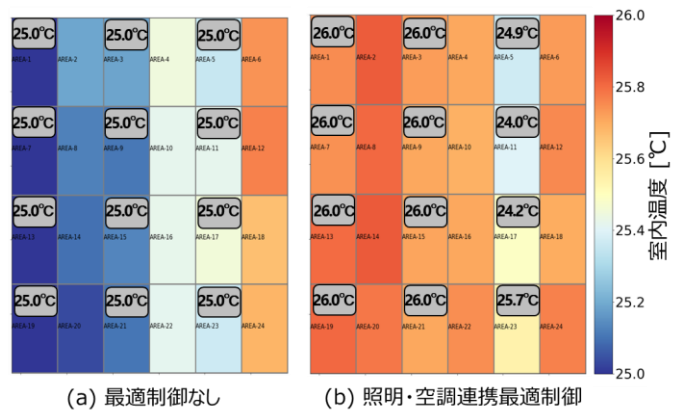 25.0℃ 25.0℃ 25.0℃
AREA-1 AREA-2 AREA-3 AREA-4 AREA-5 AREA-6
25.0℃ 25.0℃ 25.0℃
AREA-7 AREA-8 AREA-9 AREA-10 AREA-11 AREA-12
25.0℃ 25.0℃ 25.0℃
AREA-13 AREA-14 AREA-15 AREA-16 AREA-17 AREA-18
25.0℃ 25.0℃ 25.0℃
AREA-19 AREA-20 AREA-21 AREA-22 AREA-23 AREA-24
(a) 最適制御なし
26.0℃ 26.0℃ 24.9℃
AREA-1 AREA-2 AREA-3 AREA-4 AREA-5 AREA-6
26.0℃ 26.0℃ 24.0℃
AREA-7 AREA-8 AREA-9 AREA-10 AREA-11 AREA-12
26.0℃ 26.0℃ 24.2℃
AREA-13 AREA-14 AREA-15 AREA-16 AREA-17 AREA-18
26.0℃ 26.0℃ 25.7℃
AREA-19 AREA-20 AREA-21 AREA-22 AREA-23 AREA-24
(b) 照明・空調連携最適制御
26.0
25.8
25.6
25.4
25.2
25.0
室内温度 [℃]